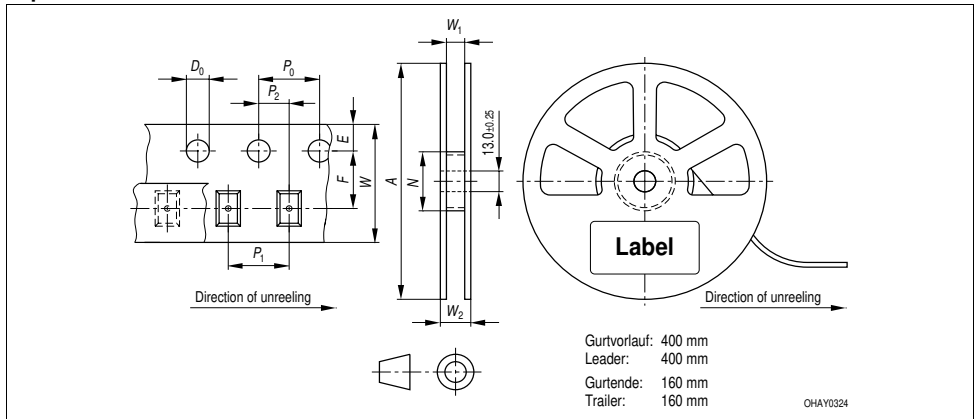 W1
D0
P0
P2
E
F
W
A
N
13.0±0.25
P1
W2
Label
Direction of unreeling
Direction of unreeling
Gurtvorlauf: 400 mm
Leader: 400 mm
Gurtende: 160 mm
Trailer: 160 mm
OHAY0324